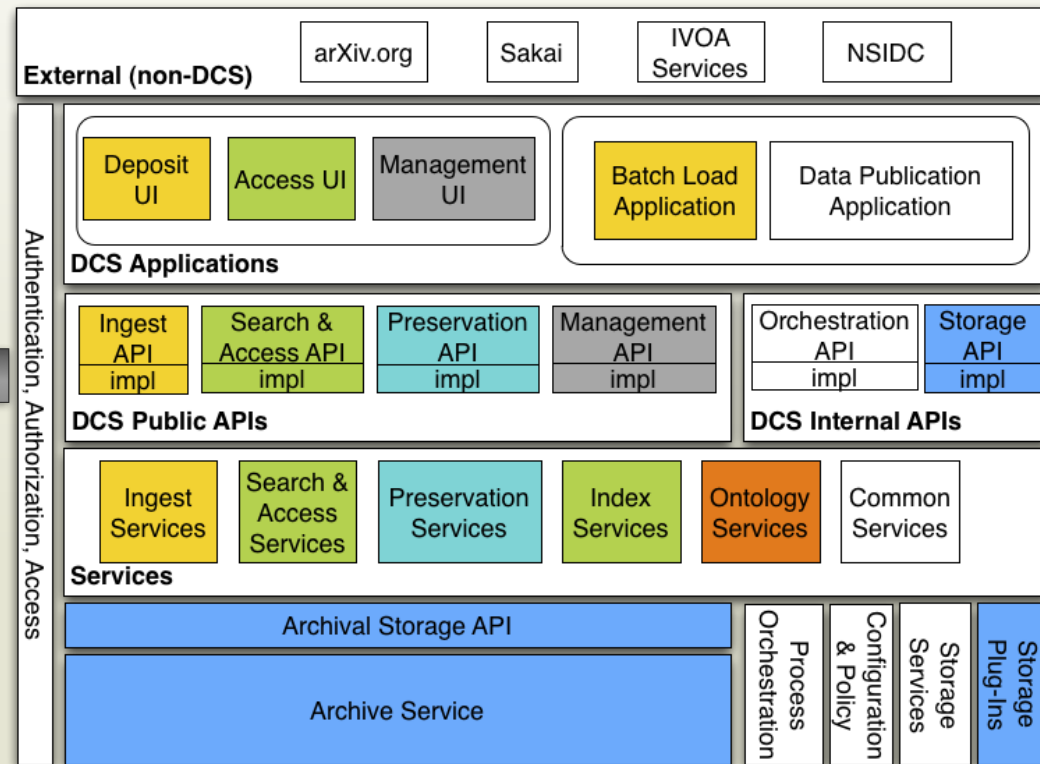 arXiv.org
Sakai
IVOA
Services
NSIDC
External (non-DCS)
Authentication, Authorization, Access
Deposit
UI
Access UI
Management
UI
Batch Load
Application
Data Publication
Application
DCS Applications
Ingest
API
impl
Search &
Access API
impl
Preservation
API
impl
Management
API
impl
DCS Public APIs
Orchestration
API
impl
Storage
API
impl
DCS Internal APIs
Ingest
Services
Search &
Access
Services
Preservation
Services
Index
Services
Ontology
Services
Common
Services
Services
Archival Storage API
Archive Service
Process
Orchestration
Configuration
& Policy
Storage
Services
Storage
Plug-Ins